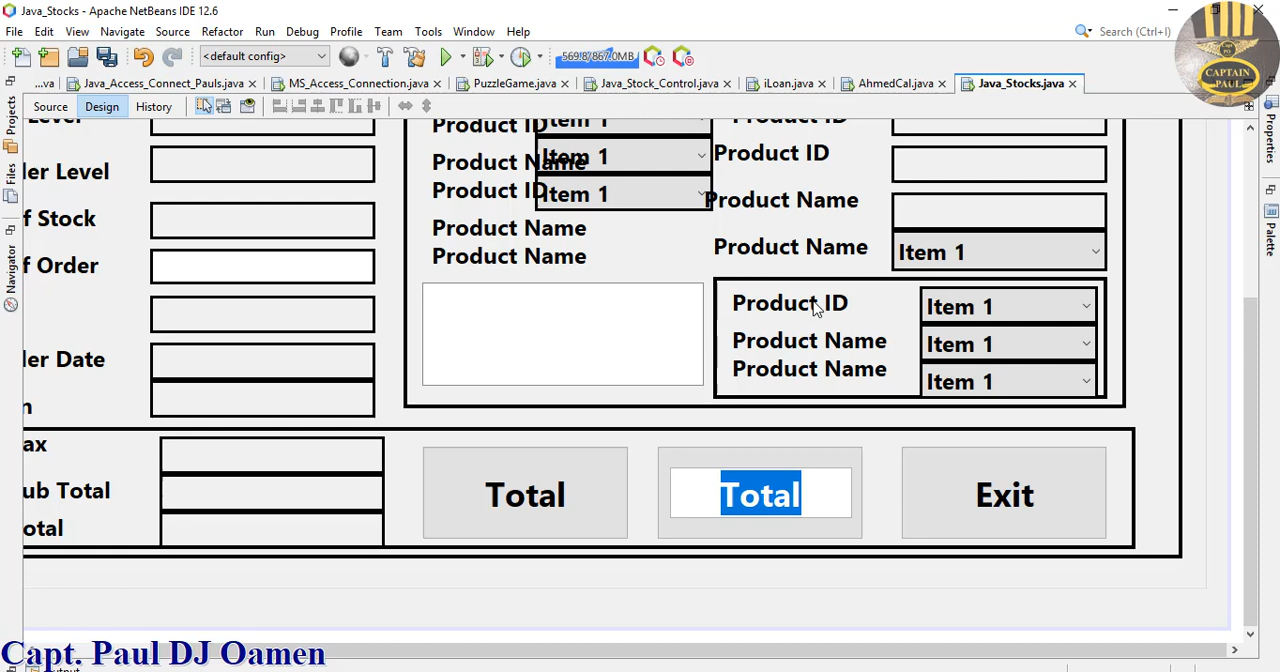 Java_Stocks - Apache NetBeans IDE 12.6
File Edit View Navigate Source Refactor Run Debug Profile Team Tools Window Help
Search (Ctrl+I)
<default config>
569.8/867.0MB
...va Java_Access_Connect_Pauls.java MS_Access_Connection.java PuzzleGame.java Java_Stock_Control.java iLoan.java AhmedCal.java Java_Stocks.java
CAPTAIN
PAUL
Source Design History
Projects
Files
Navigator
Properties
Palette
Product ID Item 1 Product ID
Product Name Item 1 Product ID
ler Level
Product ID Item 1 Product Name
f Stock
Product Name Product Name Item 1
Product Name
f Order
Product ID Item 1
Product Name Item 1
ler Date
Product Name Item 1
n
ax
ub Total
otal
Total Total Exit
Capt. Paul DJ Oamen